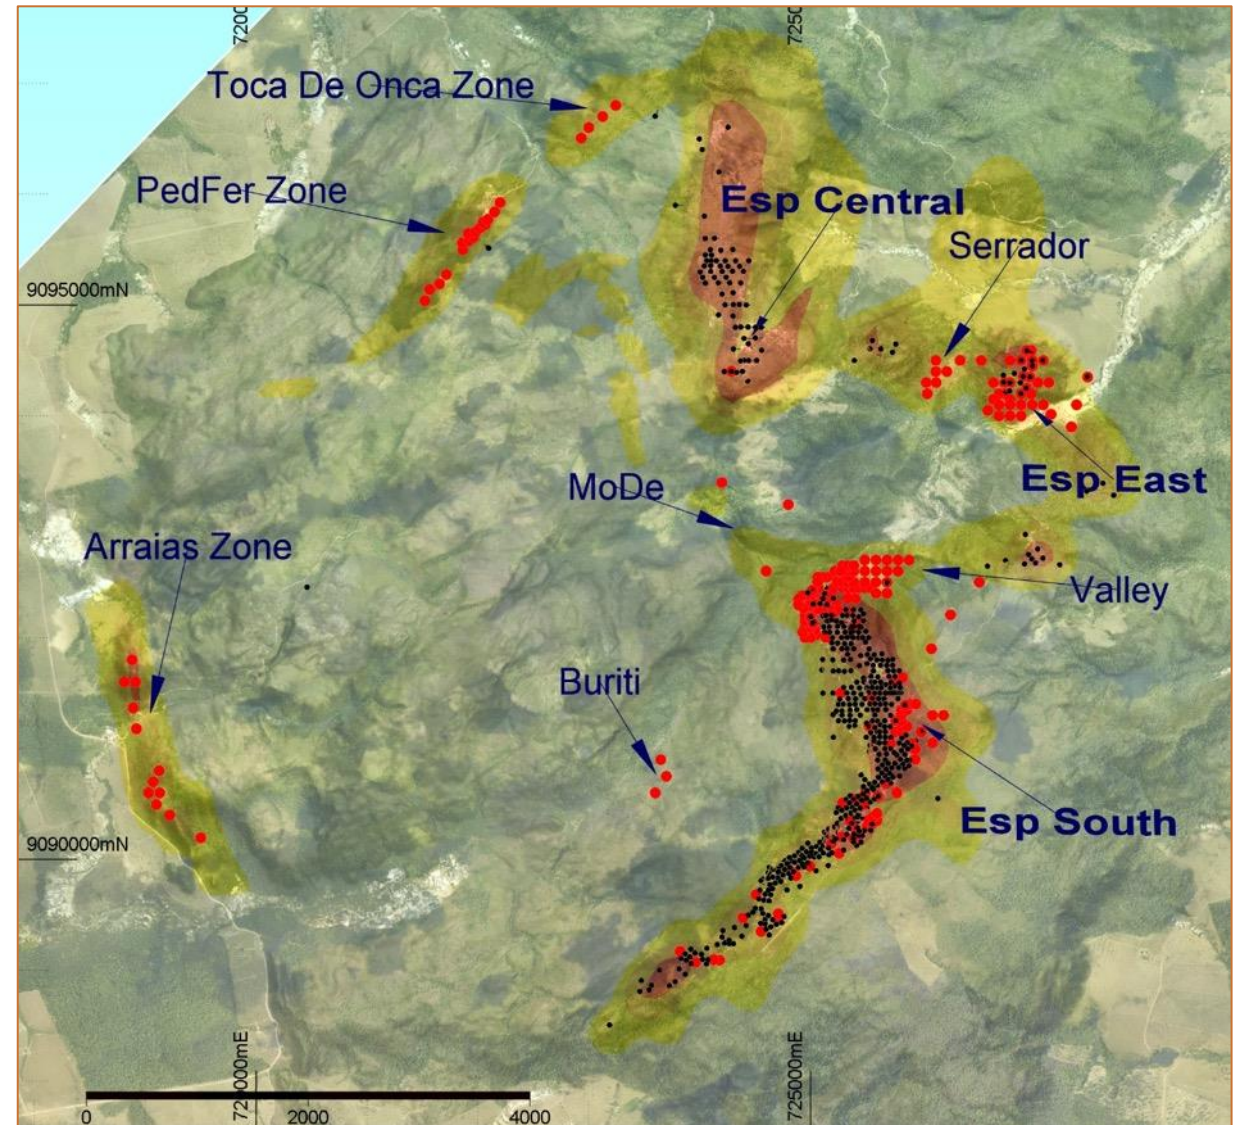 7200
7250
Toca De Onca Zone
PedFer Zone
Esp Central
Serrador
9095000mN
Esp East
MoDe
Arraias Zone
Valley
Buriti
Esp South
9090000mN
720000mE
725000mE
0
2000
4000